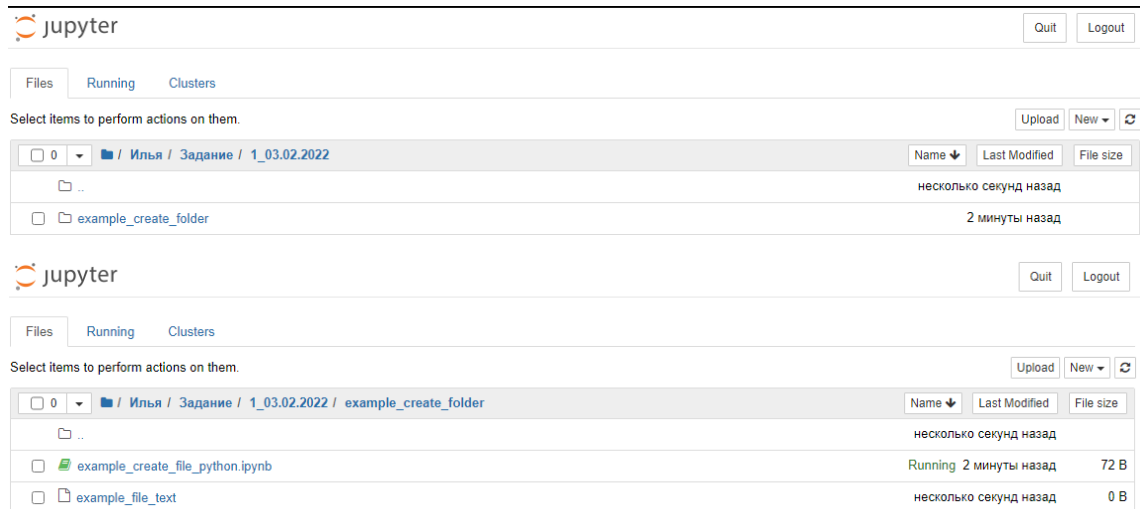 jupyter Quit Logout
Files Running Clusters
Select items to perform actions on them. Upload New
0 / Илья / Задание / 1_03.02.2022 Name Last Modified File size
.. несколько секунд назад
example_create_folder 2 минуты назад
jupyter Quit Logout
Files Running Clusters
Select items to perform actions on them. Upload New
0 / Илья / Задание / 1_03.02.2022 / example_create_folder Name Last Modified File size
.. несколько секунд назад
example_create_file_python.ipynb Running 2 минуты назад 72 B
example_file_text несколько секунд назад 0 B